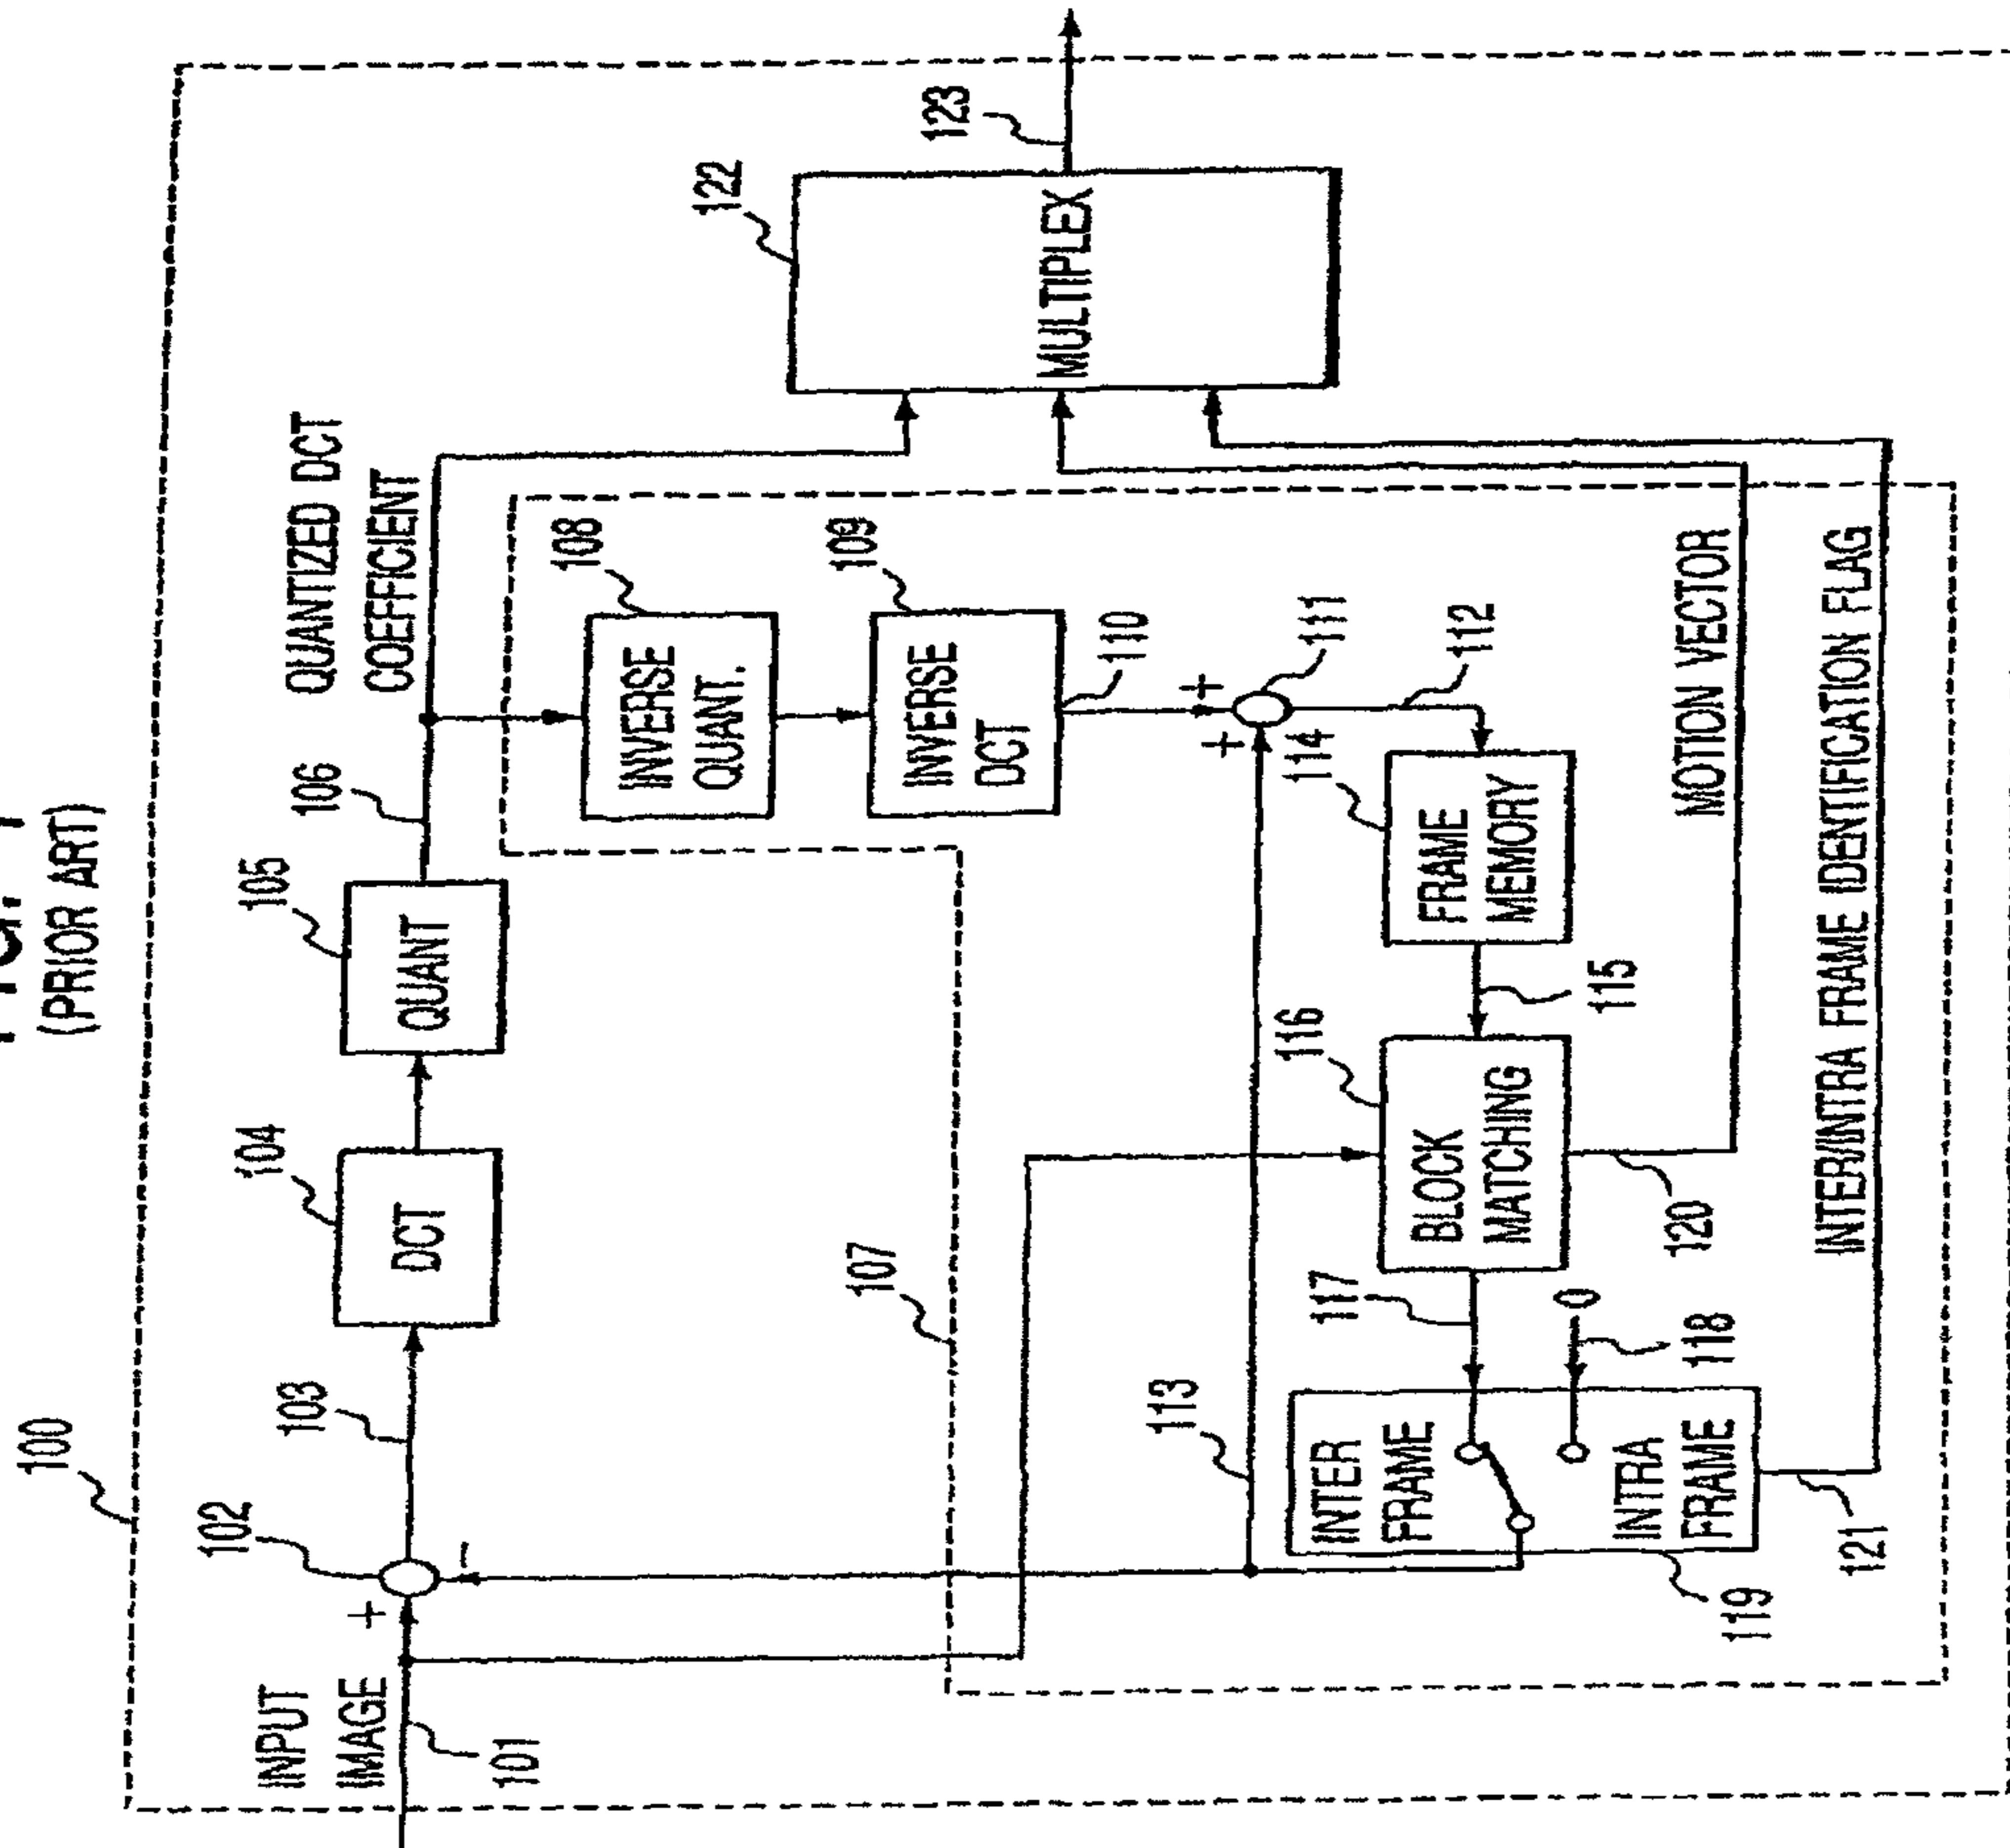 (PRIOR ART)
100
INPUT
IMAGE
101
102
+
-
103
DCT
104
QUANT
105
106
QUANTIZED DCT
COEFFICIENT
107
INVERSE
QUANT.
108
INVERSE
DCT
109
110
+
+
111
112
113
FRAME
MEMORY
114
115
BLOCK
MATCHING
116
117
0
118
INTER
FRAME
INTRA
FRAME
119
120
MOTION VECTOR
121
INTER/INTRA FRAME IDENTIFICATION FLAG
MULTIPLEX
122
123